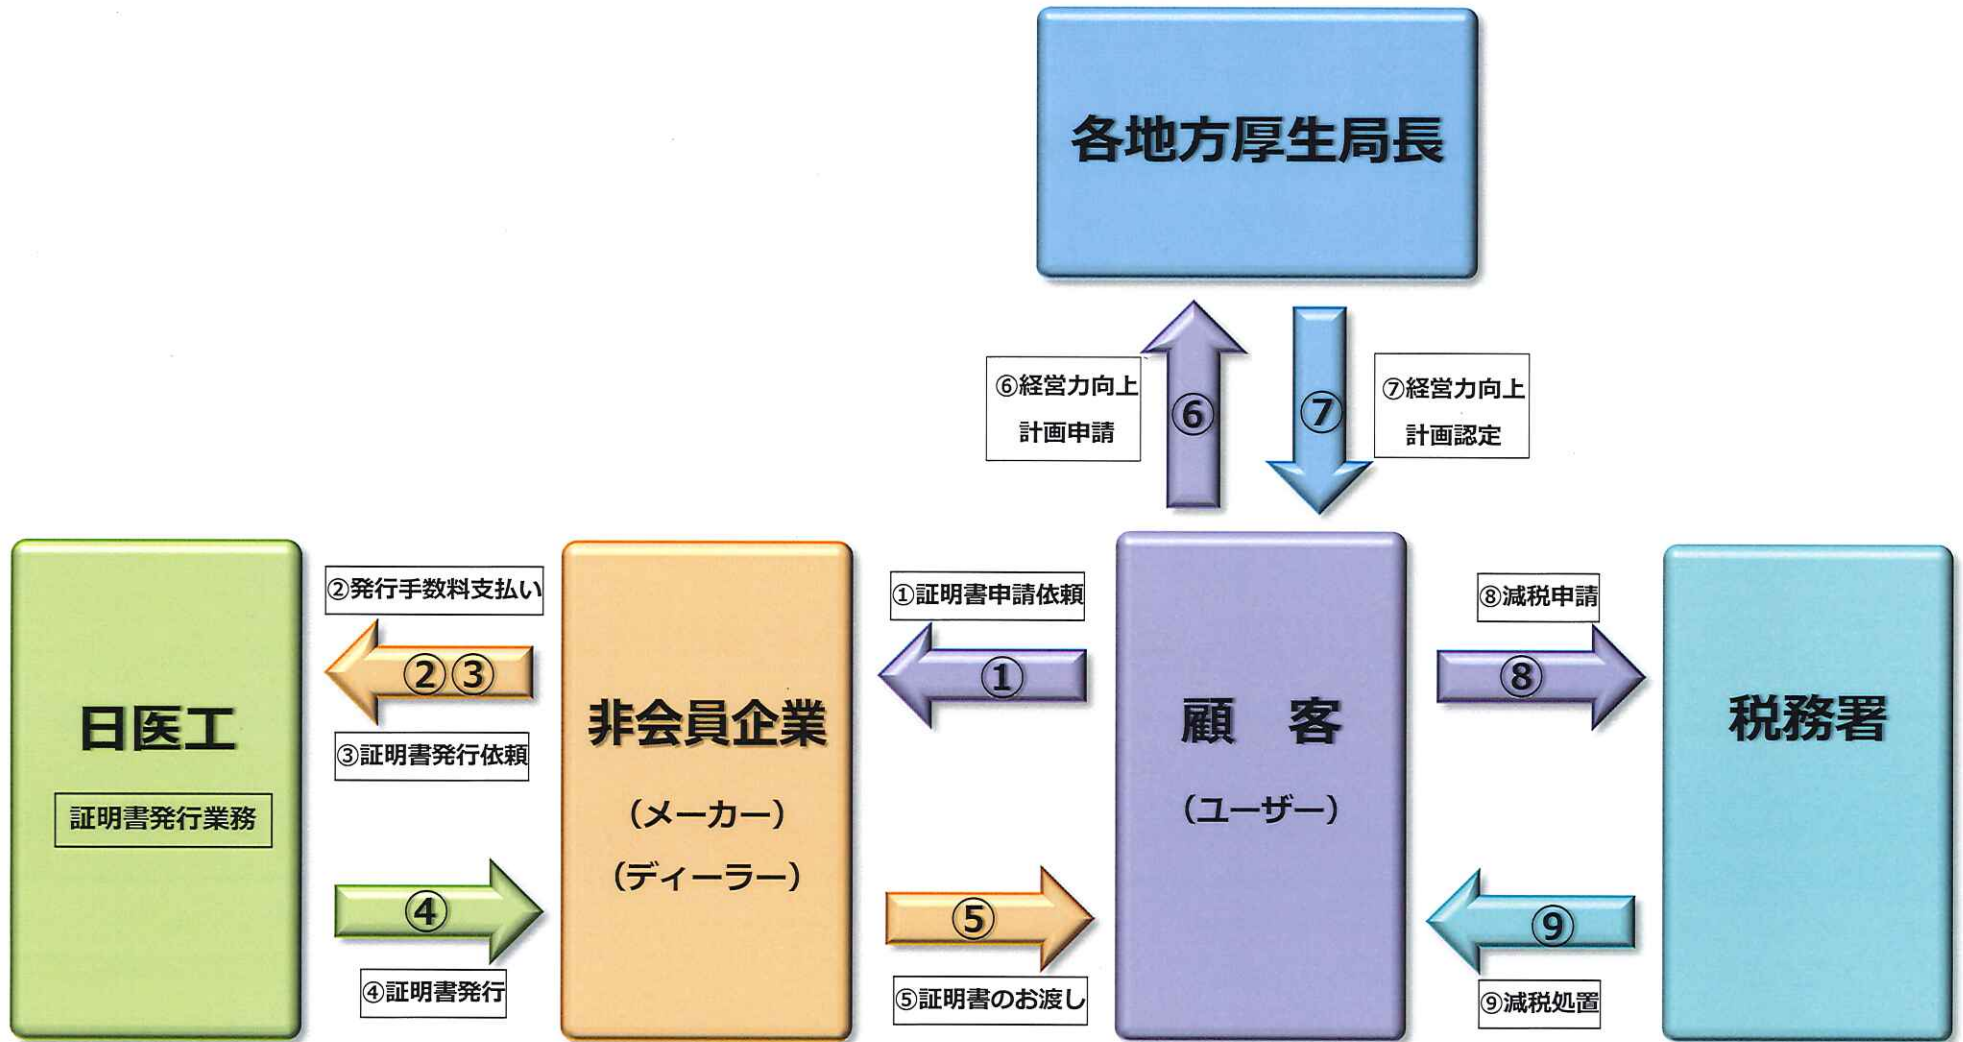 各地方厚生局長
⑥経営力向上
計画申請
⑥
⑦
⑦経営力向上
計画認定
日医工
証明書発行業務
②発行手数料支払い
②③
③証明書発行依頼
④
④証明書発行
非会員企業
（メーカー）
（ディーラー）
①証明書申請依頼
①
⑤
⑤証明書のお渡し
顧　客
（ユーザー）
⑧減税申請
⑧
⑨
⑨減税処置
税務署